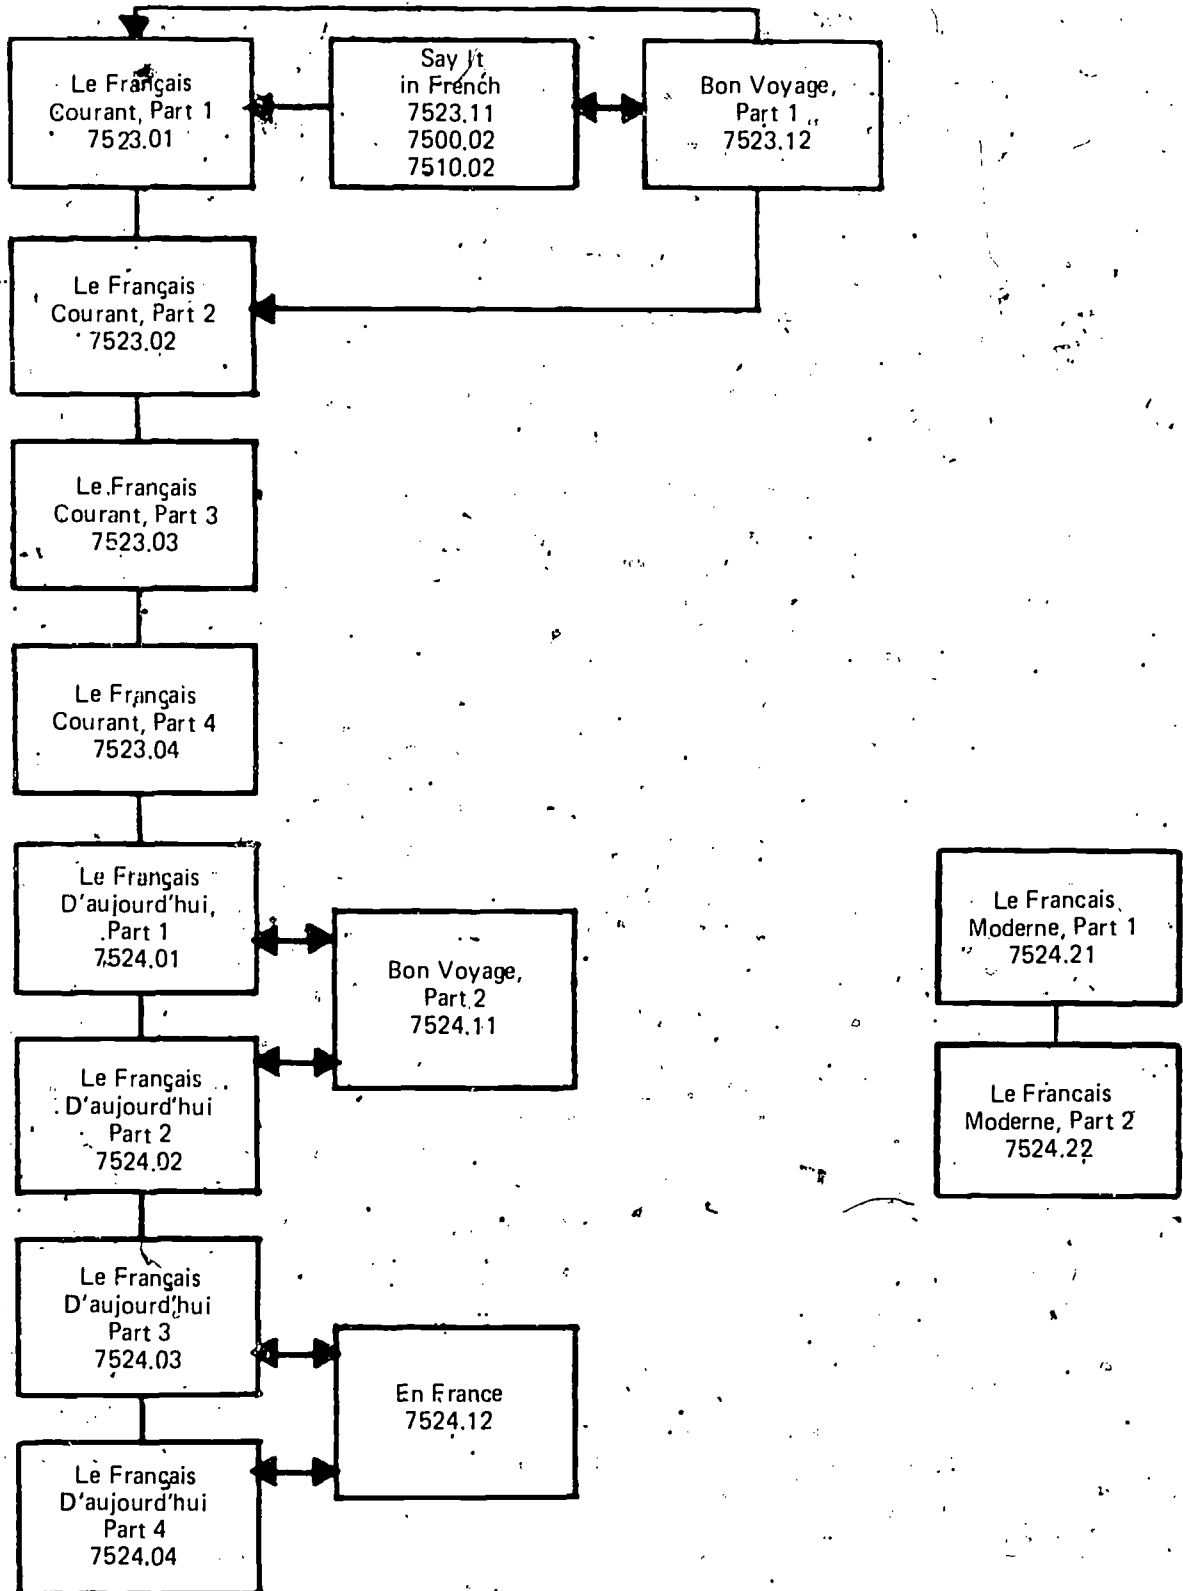 Le Français
Courant, Part 1
7523.01
Say It
in French
7523.11
7500.02
7510.02
Bon Voyage,
Part 1
7523.12
Le Français
Courant, Part 2
7523.02
Le Français
Courant, Part 3
7523.03
Le Français
Courant, Part 4
7523.04
Le Français
D'aujourd'hui,
Part 1
7524.01
Bon Voyage,
Part 2
7524.11
Le Francais
Moderne, Part 1
7524.21
Le Français
D'aujourd'hui
Part 2
7524.02
Le Francais
Moderne, Part 2
7524.22
Le Français
D'aujourd'hui
Part 3
7524.03
En France
7524.12
Le Français
D'aujourd'hui
Part 4
7524.04